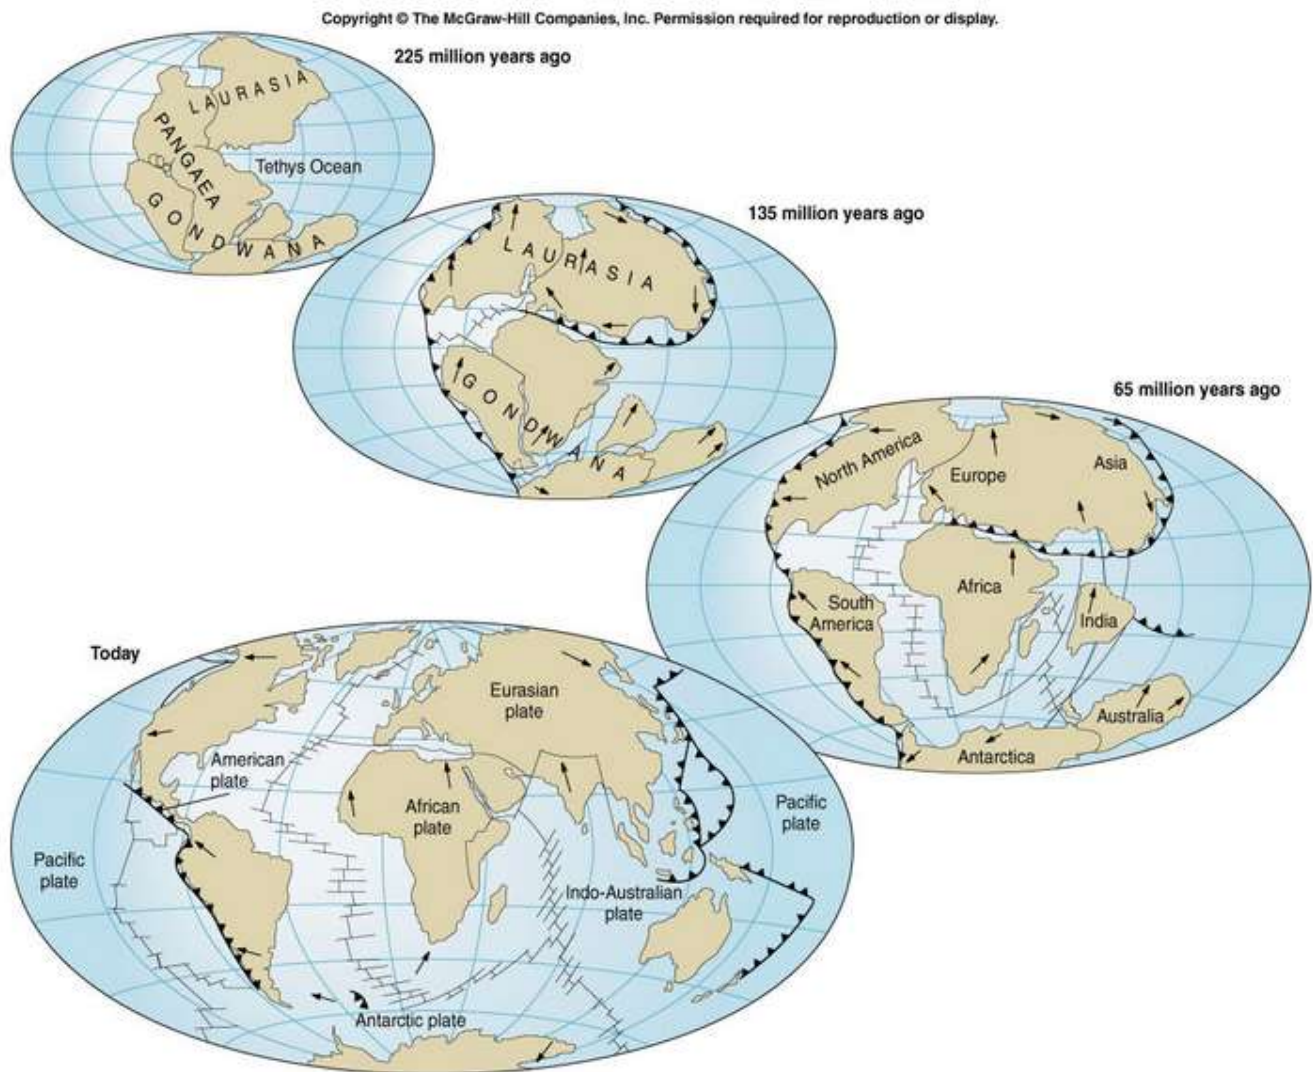 Copyright © The McGraw-Hill Companies, Inc. Permission required for reproduction or display.
225 million years ago
LAURASIA
PANGAEA
Tethys Ocean
GONDWANA
135 million years ago
LAURASIA
GONDWANA
65 million years ago
North America
Europe
Asia
Africa
South
America
India
Australia
Antarctica
Today
Eurasian
plate
American
plate
African
plate
Pacific
plate
Pacific
plate
Indo-Australian
plate
Antarctic plate